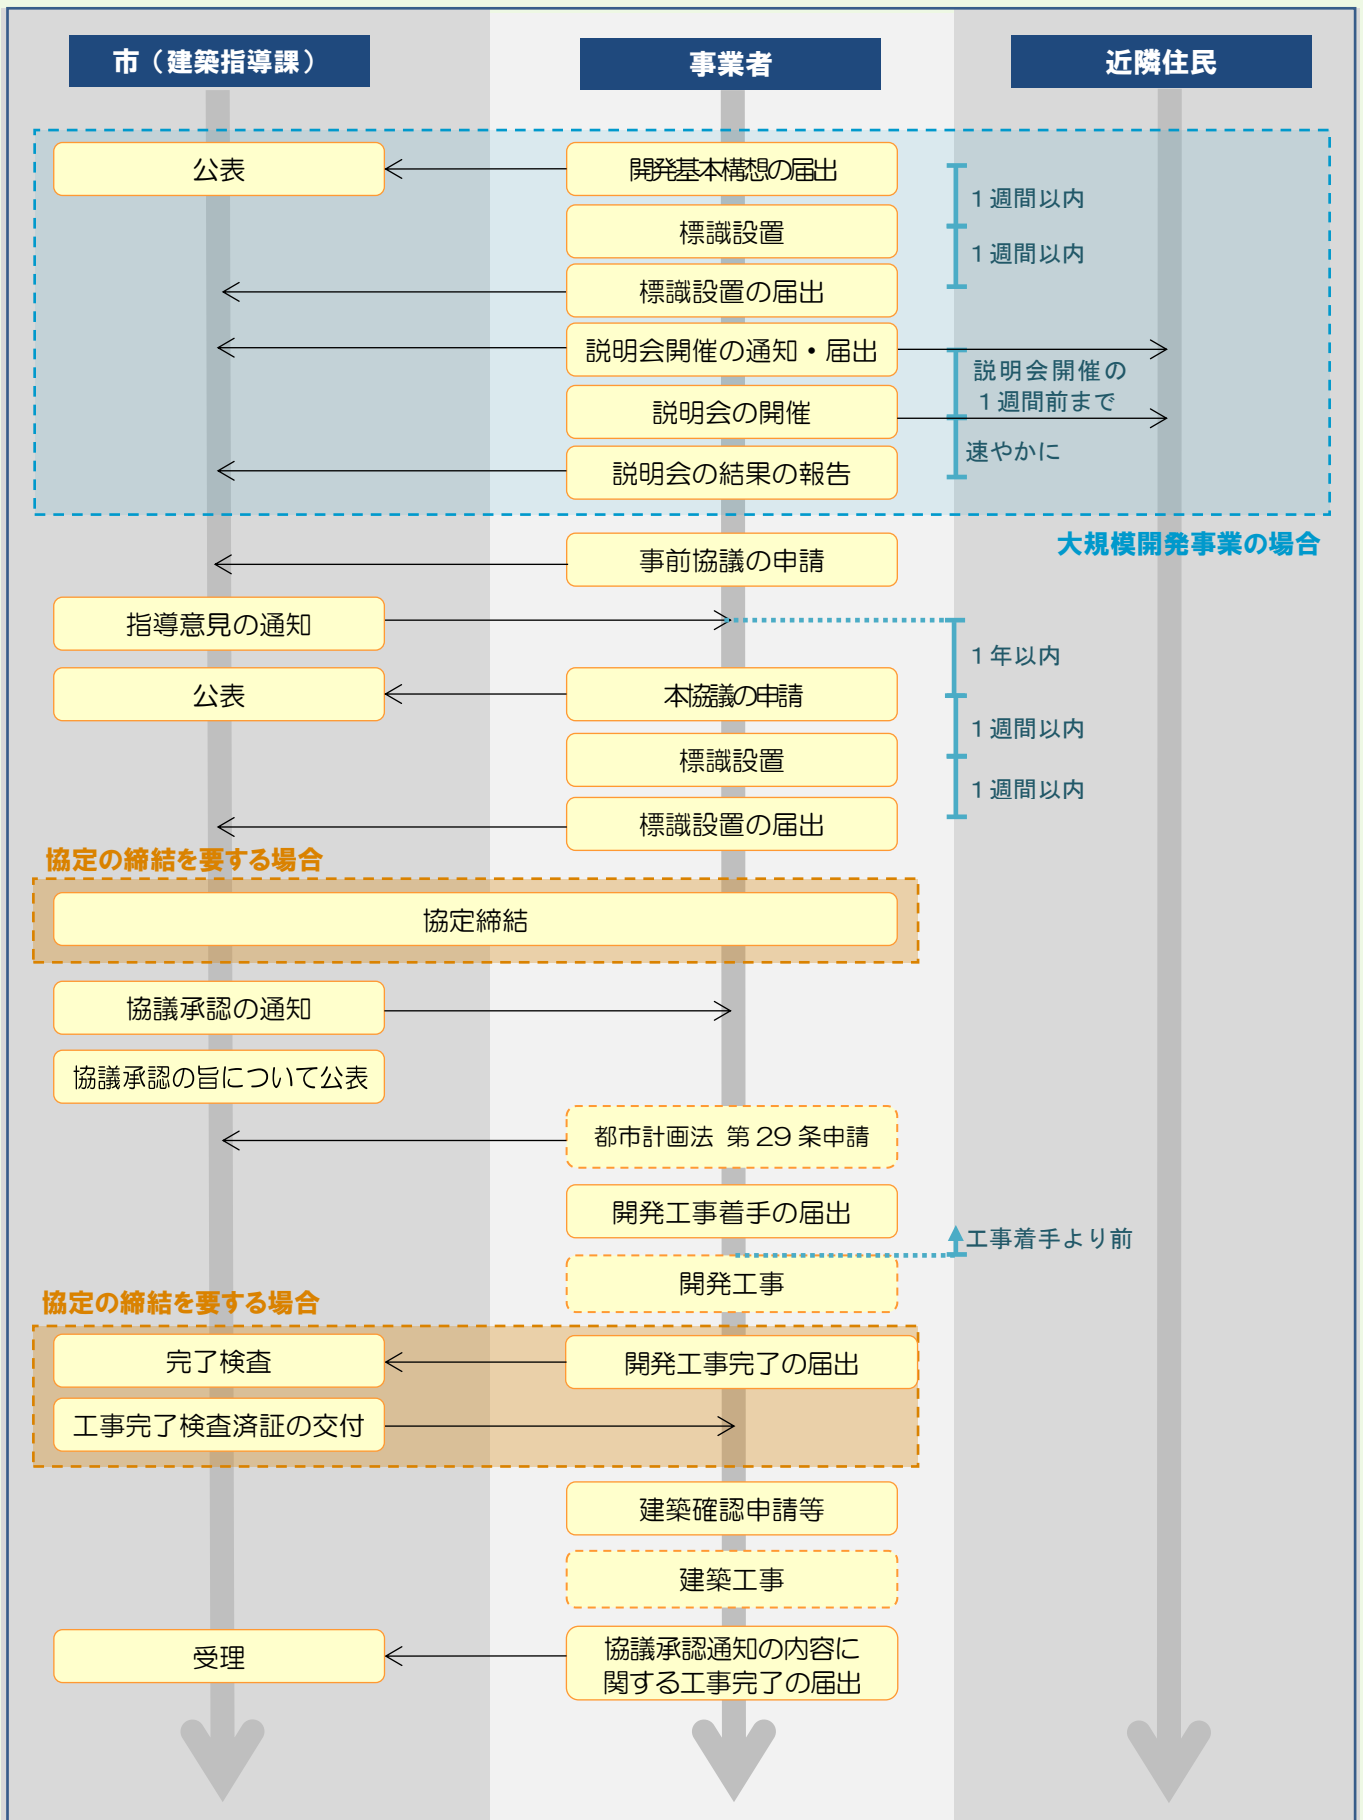 市（建築指導課）
事業者
近隣住民
公表
開発基本構想の届出
１週間以内
標識設置
１週間以内
標識設置の届出
説明会開催の通知・届出
説明会開催の
１週間前まで
説明会の開催
速やかに
説明会の結果の報告
大規模開発事業の場合
事前協議の申請
指導意見の通知
１年以内
公表
本協議の申請
１週間以内
標識設置
１週間以内
標識設置の届出
協定の締結を要する場合
協定締結
協議承認の通知
協議承認の旨について公表
都市計画法 第 29 条申請
開発工事着手の届出
工事着手より前
開発工事
協定の締結を要する場合
完了検査
開発工事完了の届出
工事完了検査済証の交付
建築確認申請等
建築工事
受理
協議承認通知の内容に
関する工事完了の届出